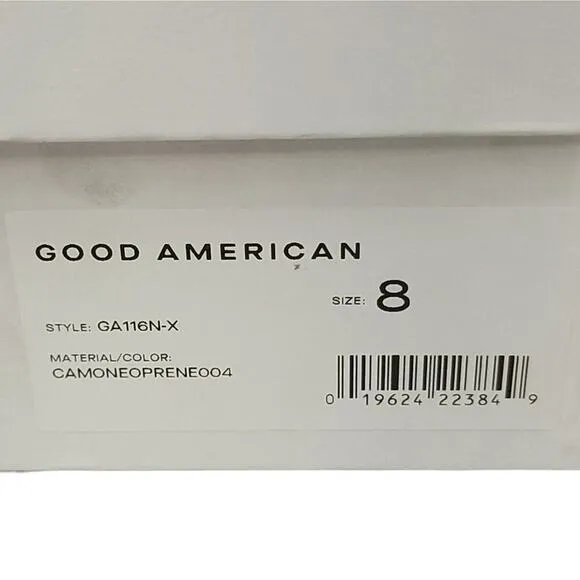 GOOD AMERICAN
SIZE: 8
STYLE: GA116N-X
MATERIAL/COLOR:
CAMONEOPRENE004
0 19624 22384 9